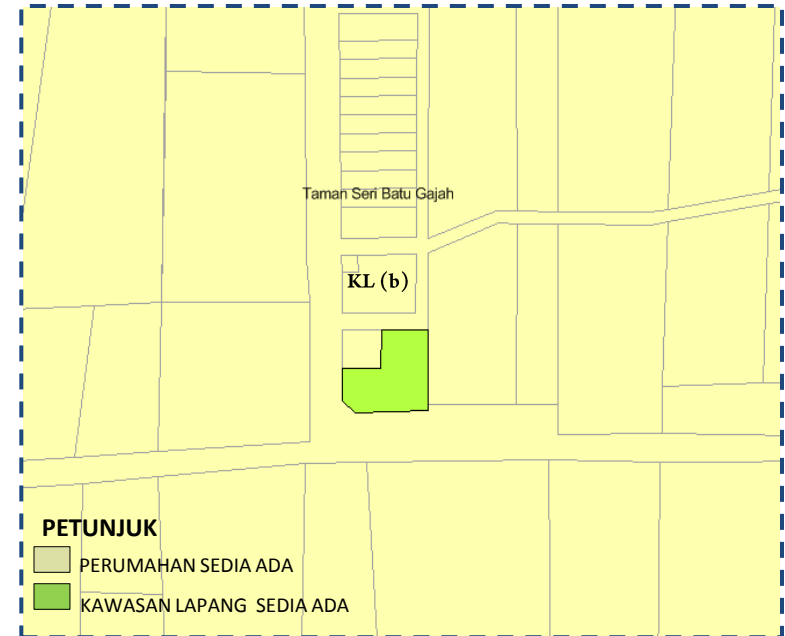 Taman Seri Batu Gajah
KL (b)
PETUNJUK
PERUMAHAN SEDIA ADA
KAWASAN LAPANG SEDIA ADA